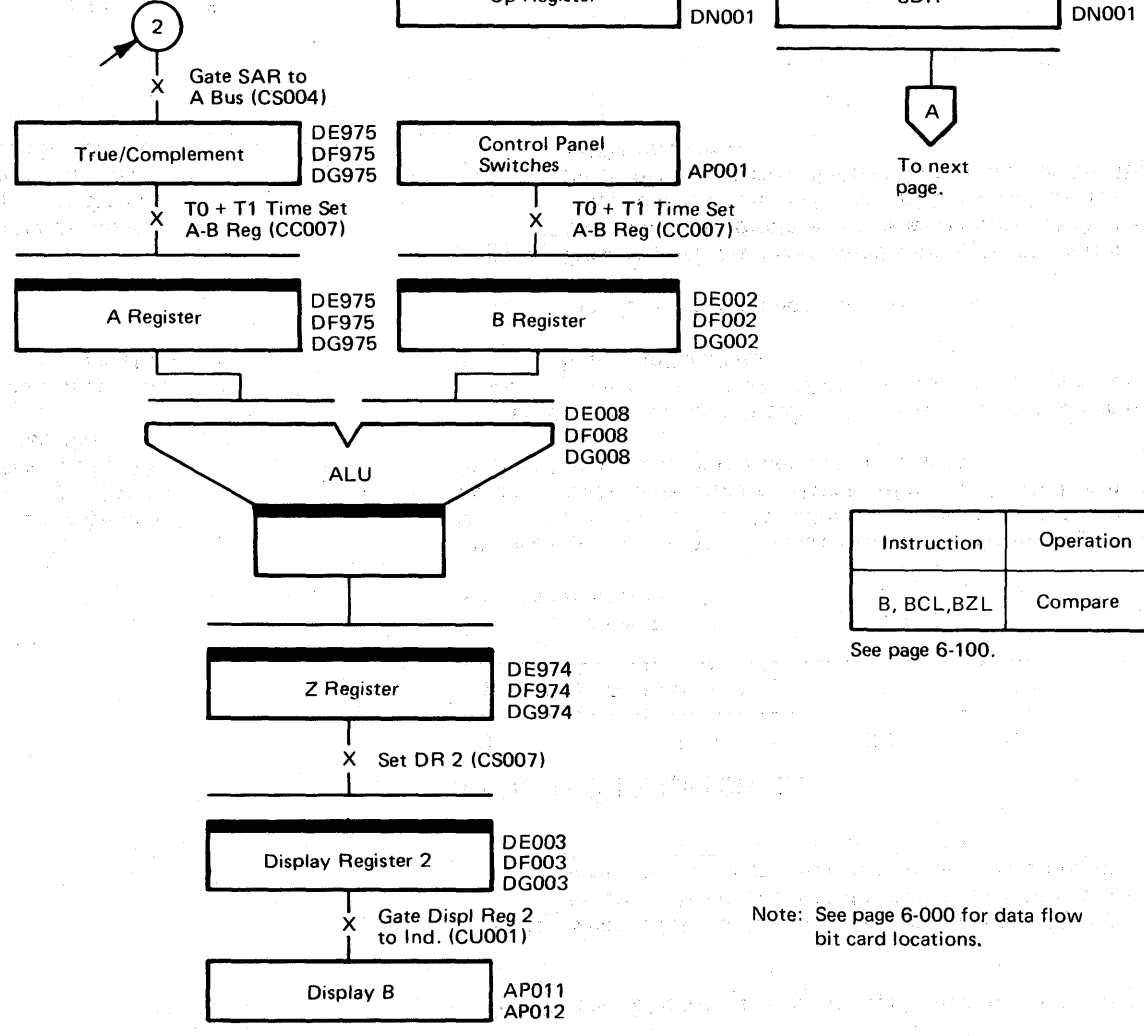 2
DN001
DN001
Gate SAR to
A Bus (CS004)
A
True/Complement
DE975
DF975
DG975
Control Panel
Switches
AP001
To next
page.
T0 + T1 Time Set
A-B Reg (CC007)
T0 + T1 Time Set
A-B Reg (CC007)
A Register
DE975
DF975
DG975
B Register
DE002
DF002
DG002
DE008
DF008
DG008
ALU
Instruction
Operation
B, BCL,BZL
Compare
See page 6-100.
Z Register
DE974
DF974
DG974
X Set DR 2 (CS007)
Display Register 2
DE003
DF003
DG003
Gate Displ Reg 2
to Ind. (CU001)
Note: See page 6-000 for data flow
bit card locations.
Display B
AP011
AP012